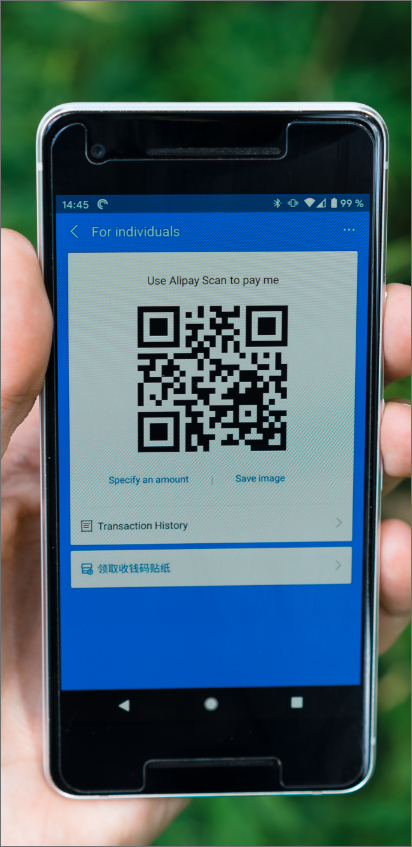 14:45 99 %
For individuals
Use Alipay Scan to pay me
Specify an amount | Save image
Transaction History
领取收钱码贴纸